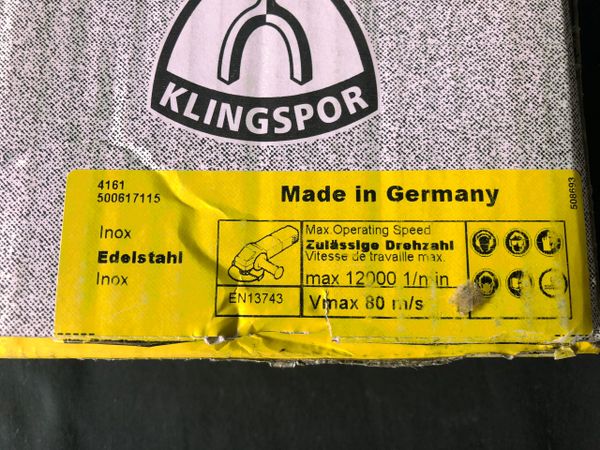 KLINGSPOR
4161
500617115
Made in Germany
508693
Inox
Edelstahl
Inox
Max.Operating Speed
Zulässige Drehzahl
Vitesse de travaille max.
max 12000 1/min
EN13743
Vmax 80 m/s